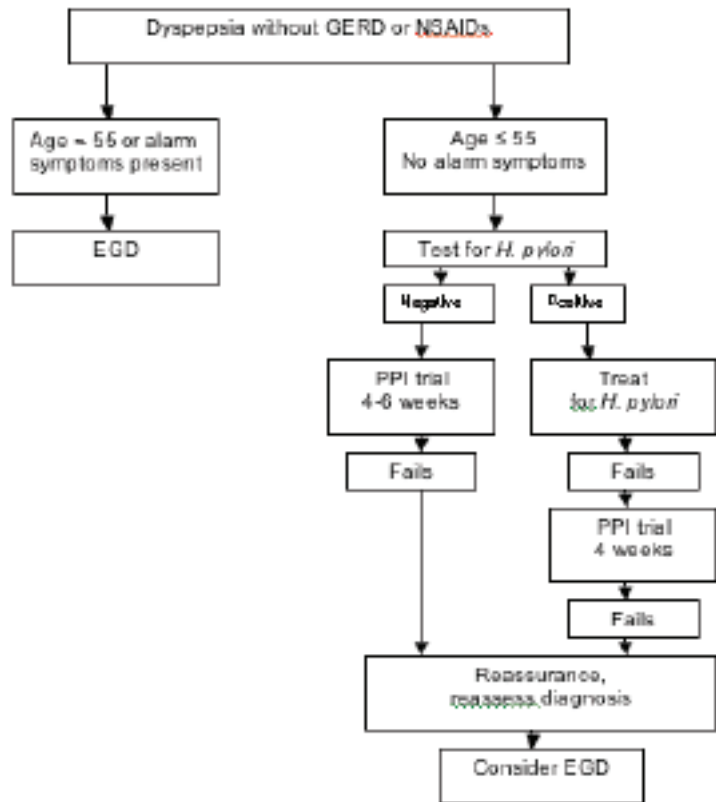 Dyspepsia without GERD or NSAIDs
Age = 55 or alarm
symptoms present
Age ≤ 55
No alarm symptoms
EGD
Test for H. pylori
Negative
Positive
PPI trial
4-6 weeks
Treat
for H. pylori
Fails
Fails
PPI trial
4 weeks
Fails
Reassurance,
reassess diagnosis
Consider EGD